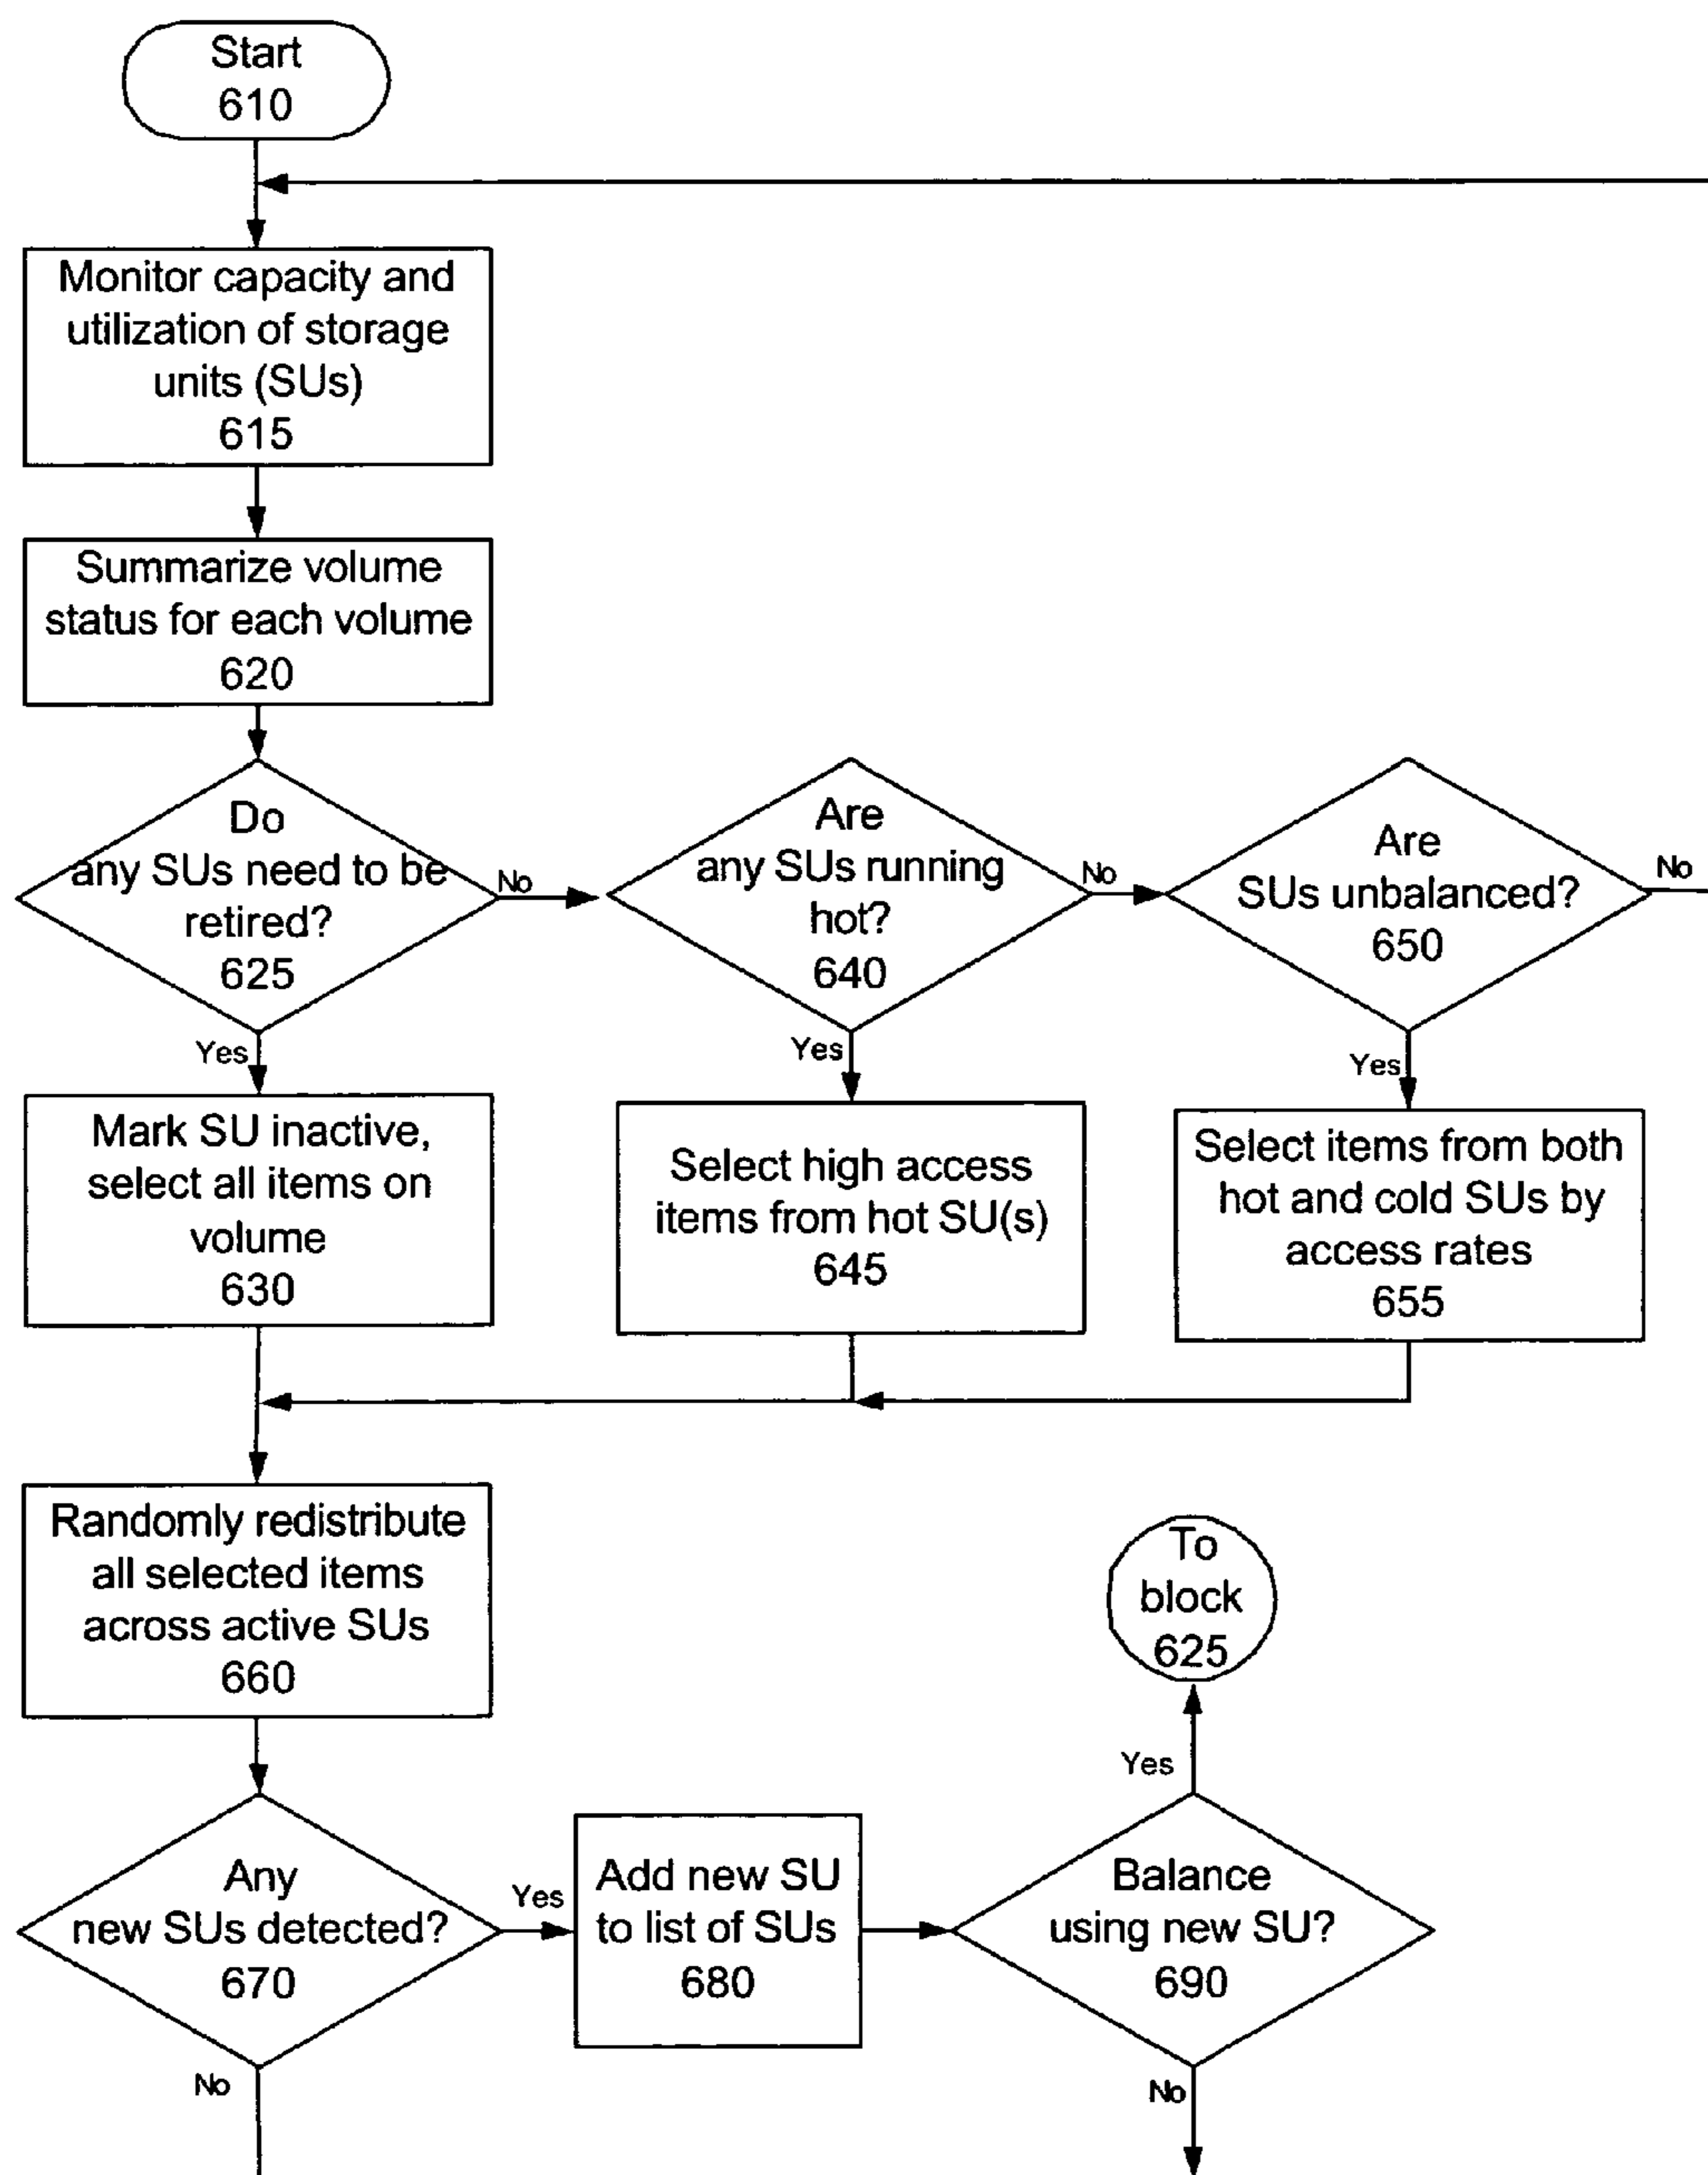 Start
610
Monitor capacity and
utilization of storage
units (SUs)
615
Summarize volume
status for each volume
620
Do
any SUs need to be
retired?
625
No
Yes
Are
any SUs running
hot?
640
No
Yes
Are
SUs unbalanced?
650
No
Yes
Mark SU inactive,
select all items on
volume
630
Select high access
items from hot SU(s)
645
Select items from both
hot and cold SUs by
access rates
655
Randomly redistribute
all selected items
across active SUs
660
To
block
625
Any
new SUs detected?
670
Yes
No
Add new SU
to list of SUs
680
Yes
Balance
using new SU?
690
No